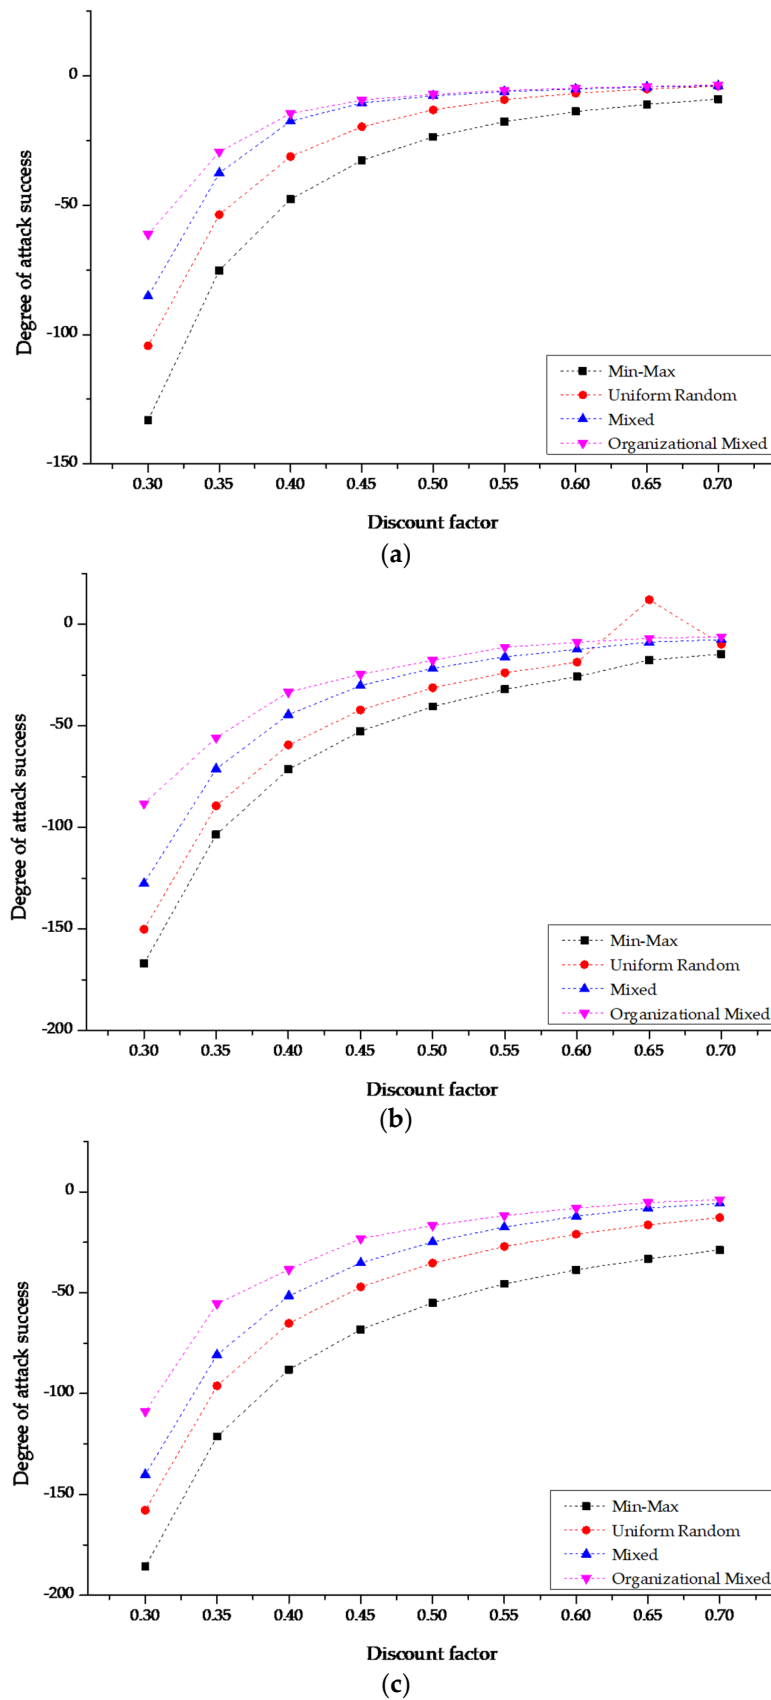 0
-50
-100
-150
Degree of attack success
0.30 0.35 0.40 0.45 0.50 0.55 0.60 0.65 0.70
Discount factor
Min-Max
Uniform Random
Mixed
Organizational Mixed
(a)
0
-50
-100
-150
-200
Degree of attack success
0.30 0.35 0.40 0.45 0.50 0.55 0.60 0.65 0.70
Discount factor
Min-Max
Uniform Random
Mixed
Organizational Mixed
(b)
0
-50
-100
-150
-200
Degree of attack success
0.30 0.35 0.40 0.45 0.50 0.55 0.60 0.65 0.70
Discount factor
Min-Max
Uniform Random
Mixed
Organizational Mixed
(c)